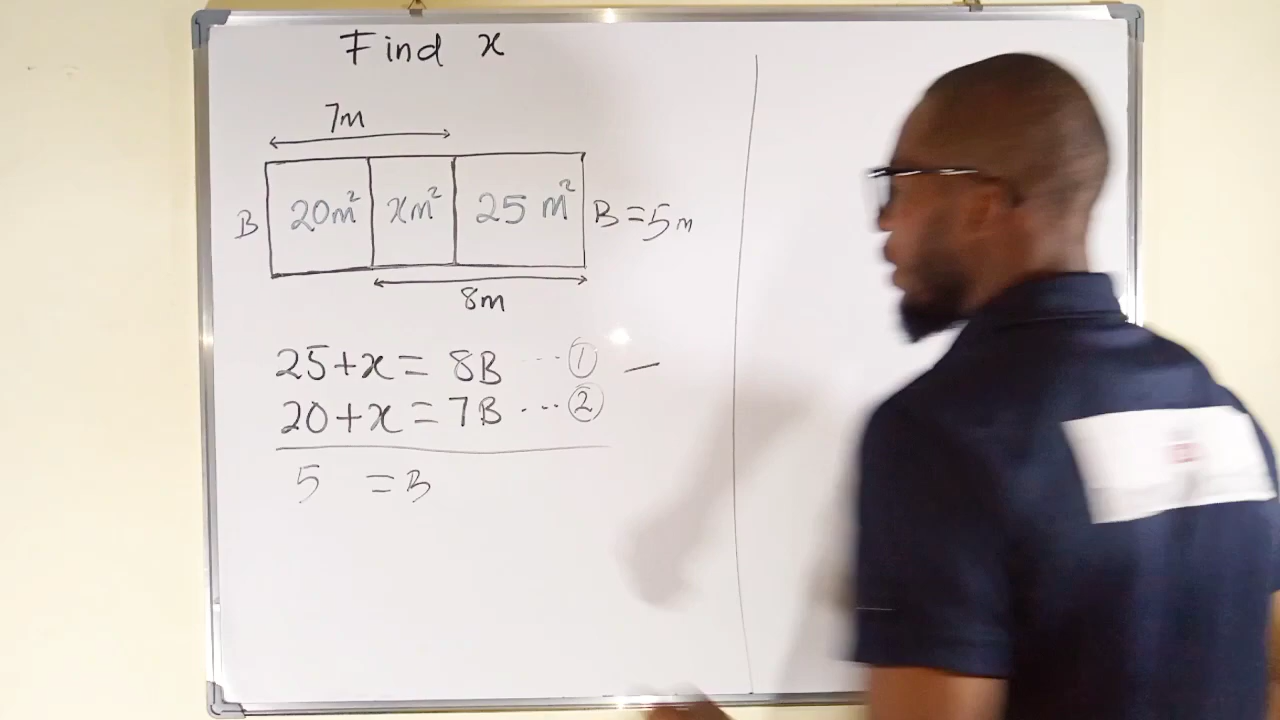 Find x
7m
B 20m² xm² 25 m² B = 5m
8m
25+x = 8B ... ① —
20+x = 7B ... ②
5 = B